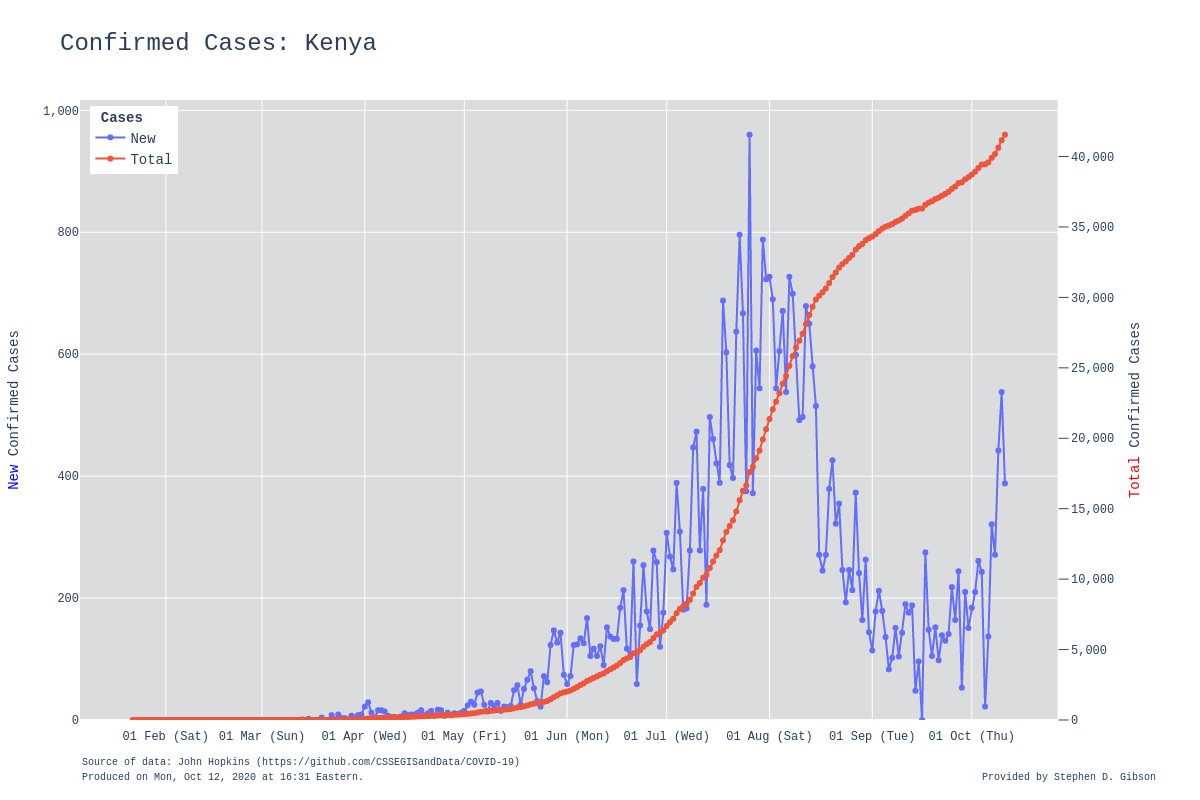 Confirmed Cases: Kenya
Cases
New
Total
1,000
800
600
400
200
0
New Confirmed Cases
40,000
35,000
30,000
25,000
20,000
15,000
10,000
5,000
0
Total Confirmed Cases
01 Feb (Sat) 01 Mar (Sun) 01 Apr (Wed) 01 May (Fri) 01 Jun (Mon) 01 Jul (Wed) 01 Aug (Sat) 01 Sep (Tue) 01 Oct (Thu)
Source of data: John Hopkins (https://github.com/CSSEGISandData/COVID-19)
Produced on Mon, Oct 12, 2020 at 16:31 Eastern.
Provided by Stephen D. Gibson